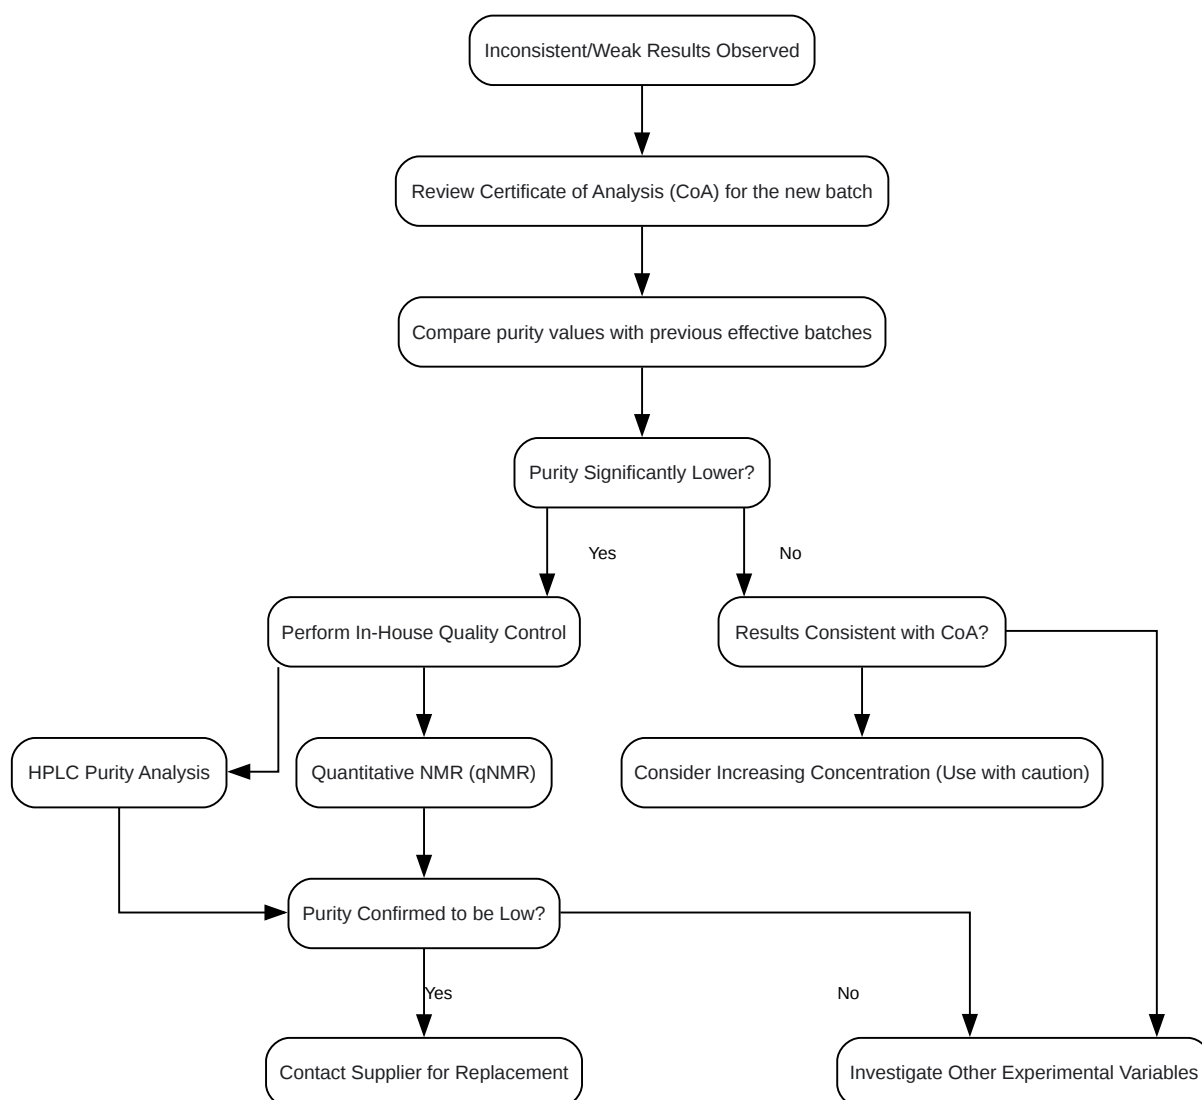 Inconsistent/Weak Results Observed
Review Certificate of Analysis (CoA) for the new batch
Compare purity values with previous effective batches
Purity Significantly Lower?
Yes
No
Perform In-House Quality Control
Results Consistent with CoA?
HPLC Purity Analysis
Quantitative NMR (qNMR)
Consider Increasing Concentration (Use with caution)
Purity Confirmed to be Low?
Yes
No
Contact Supplier for Replacement
Investigate Other Experimental Variables